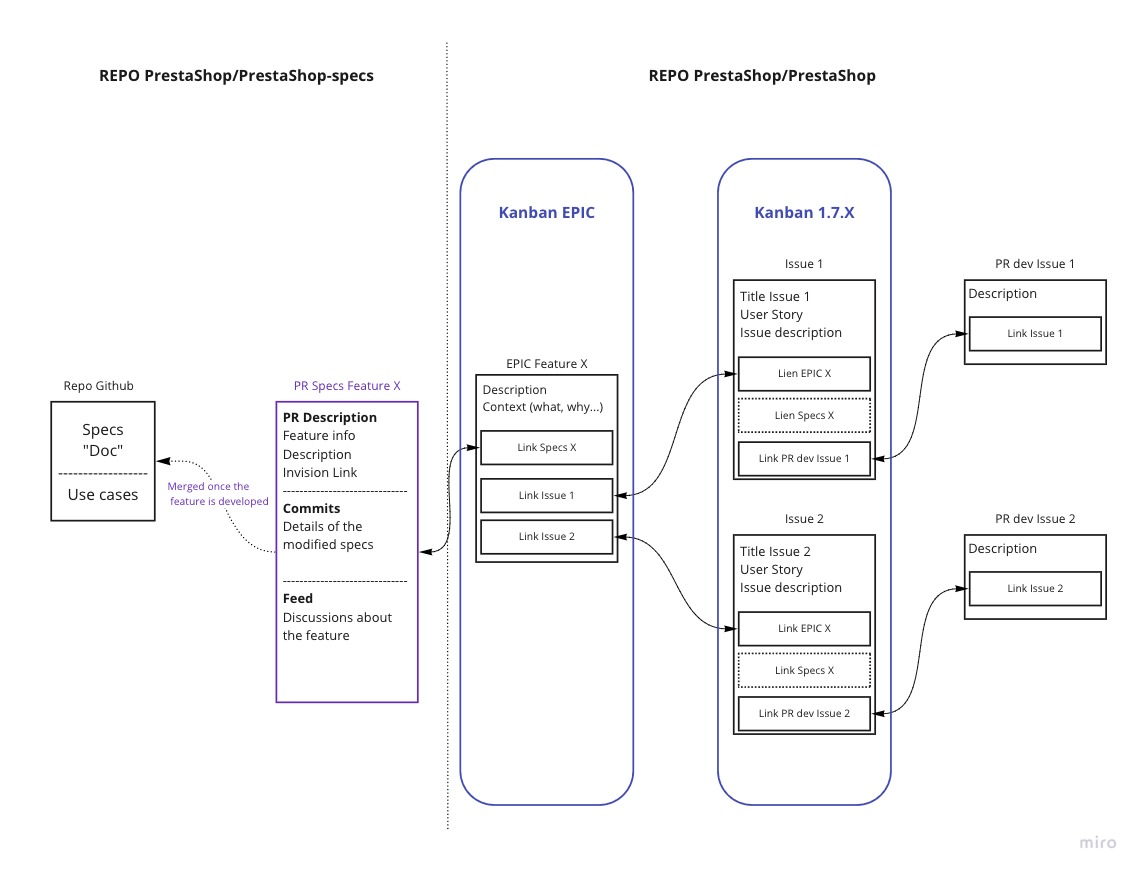 REPO PrestaShop/PrestaShop-specs
REPO PrestaShop/PrestaShop
Repo Github
Specs
"Doc"
Use cases
Merged once the
feature is developed
PR Specs Feature X
PR Description
Feature info
Description
Invision Link
Commits
Details of the
modified specs
Feed
Discussions about
the feature
Kanban EPIC
EPIC Feature X
Description
Context (what, why...)
Link Specs X
Link Issue 1
Link Issue 2
Kanban 1.7.X
Issue 1
Title Issue 1
User Story
Issue description
Lien EPIC X
Lien Specs X
Link PR dev Issue 1
Issue 2
Title Issue 2
User Story
Issue description
Link EPIC X
Link Specs X
Link PR dev Issue 2
PR dev Issue 1
Description
Link Issue 1
PR dev Issue 2
Description
Link Issue 2
miro